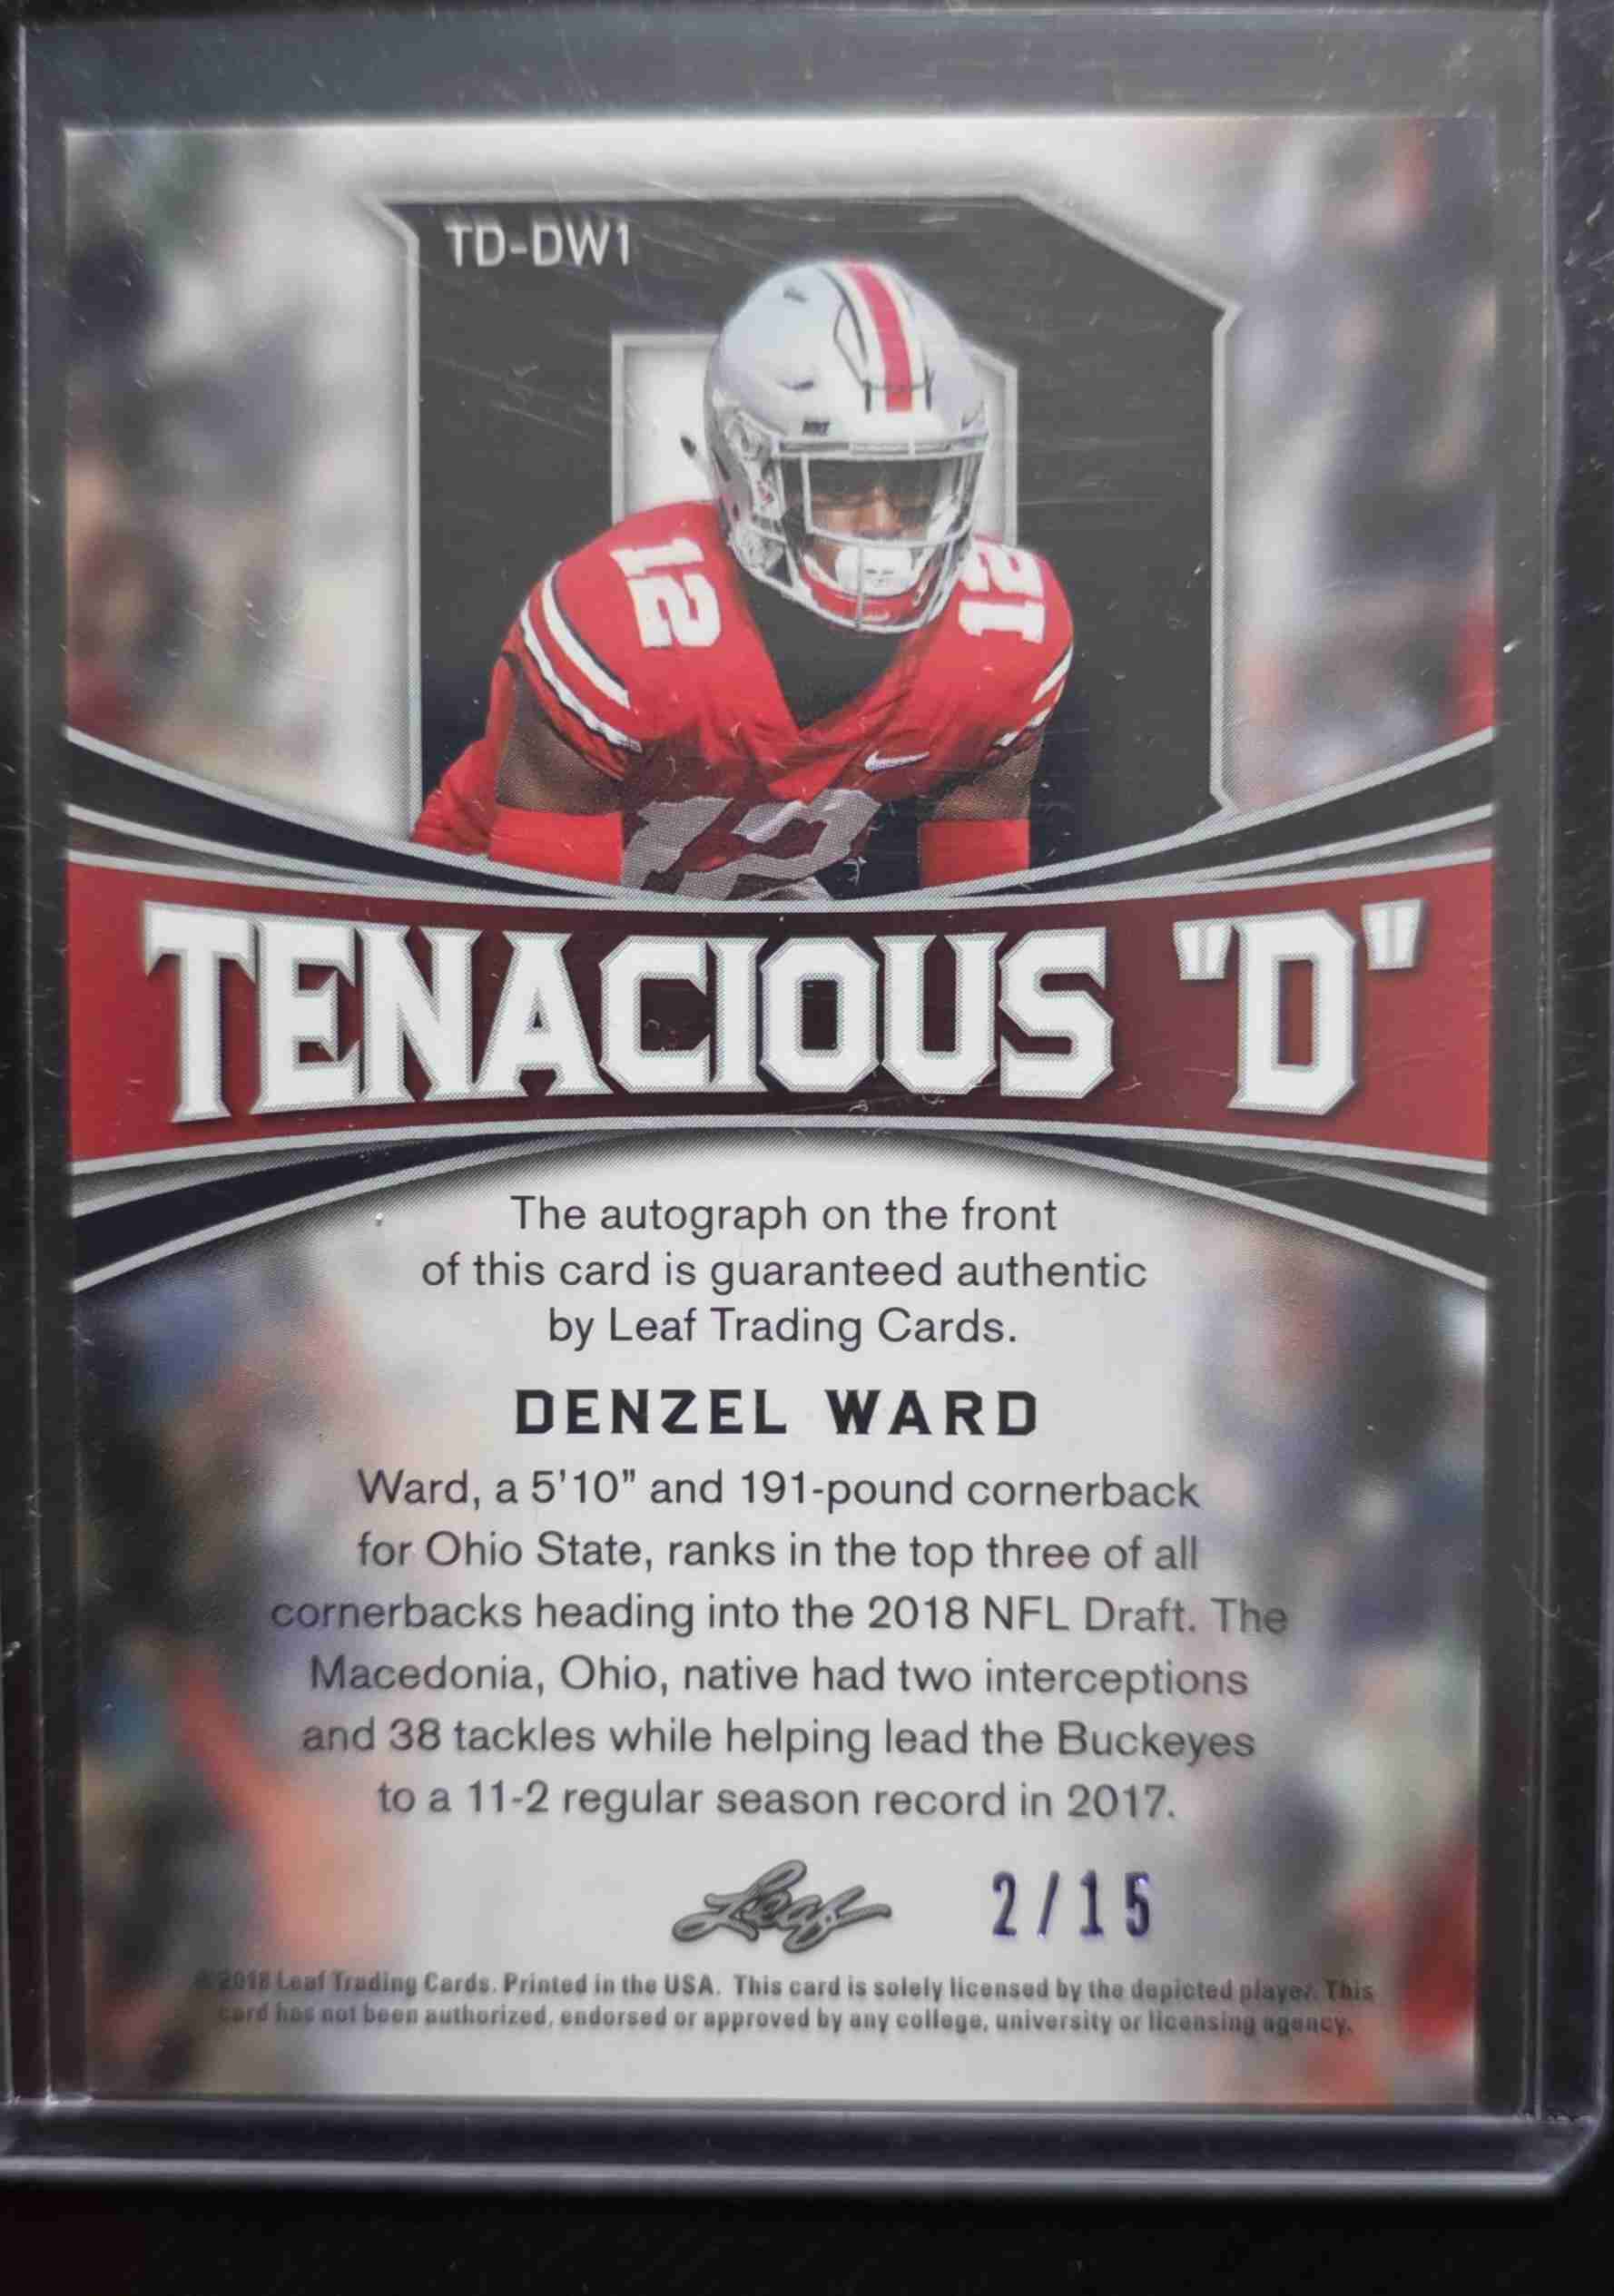 TD-DW1
12
12
12
TENACIOUS "D"
The autograph on the front
of this card is guaranteed authentic
by Leaf Trading Cards.
DENZEL WARD
Ward, a 5'10" and 191-pound cornerback
for Ohio State, ranks in the top three of all
cornerbacks heading into the 2018 NFL Draft. The
Macedonia, Ohio, native had two interceptions
and 38 tackles while helping lead the Buckeyes
to a 11-2 regular season record in 2017.
Leaf 2/15
© 2018 Leaf Trading Cards. Printed in the USA. This card is solely licensed by the depicted player. This
card has not been authorized, endorsed or approved by any college, university or licensing agency.